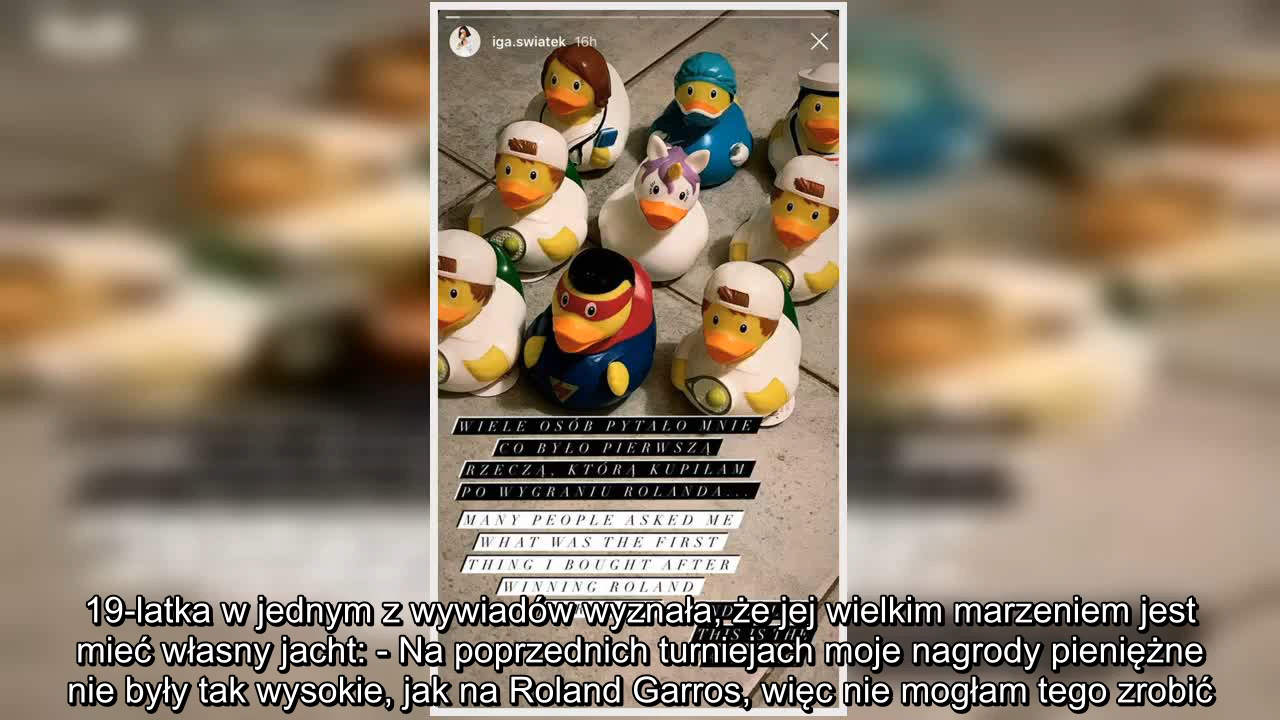 iga.swiatek 16h
WIELE OSÓB PYTAŁO MNIE
CO BYŁO PIERWSZĄ
RZECZĄ, KTÓRĄ KUPIŁAM
PO WYGRANIU ROLANDA...
MANY PEOPLE ASKED ME
WHAT WAS THE FIRST
THING I BOUGHT AFTER
WINNING ROLAND
THIS IS THE
19-latka w jednym z wywiadów wyznała, że jej wielkim marzeniem jest
mieć własny jacht: - Na poprzednich turniejach moje nagrody pieniężne
nie były tak wysokie, jak na Roland Garros, więc nie mogłam tego zrobić